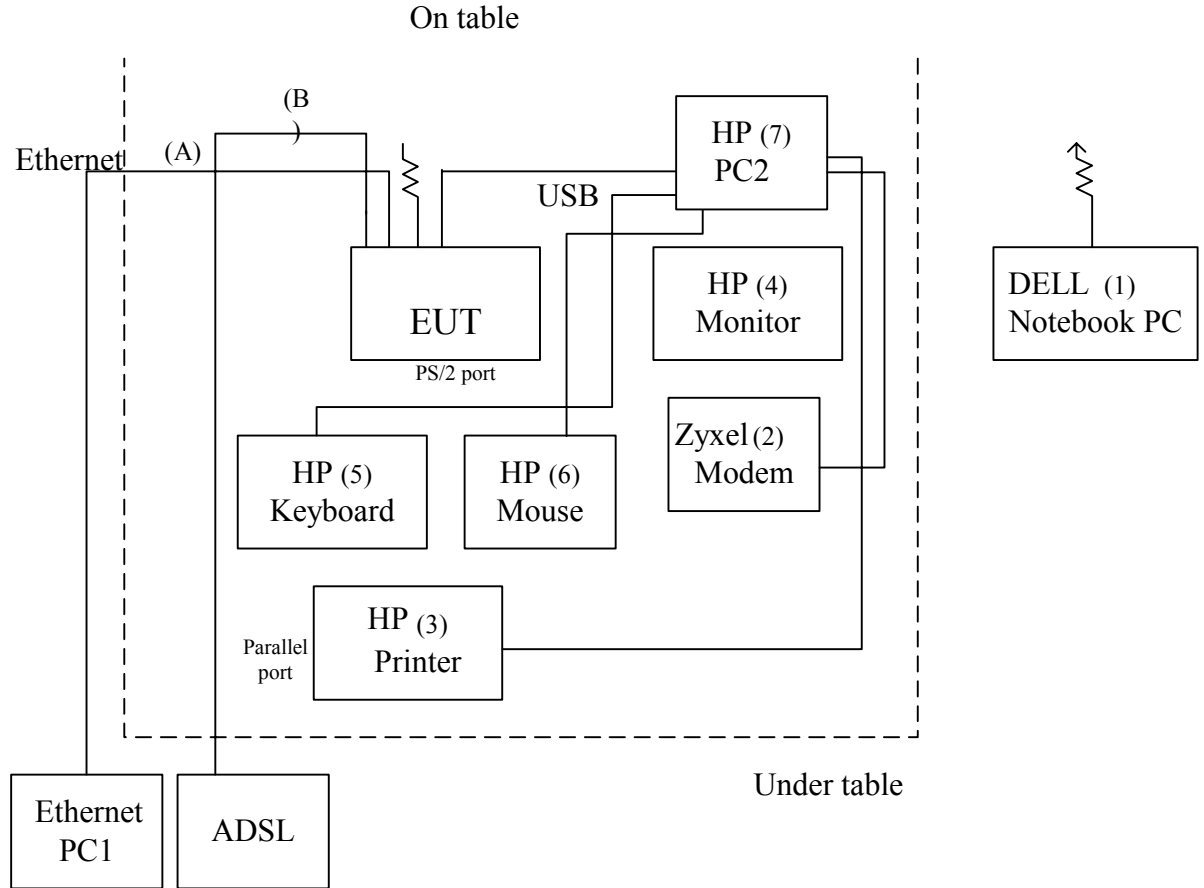 On table
(B
)
Ethernet
(A)
HP (7)
PC2
USB
EUT
PS/2 port
HP (4)
Monitor
DELL (1)
Notebook PC
Zyxel (2)
Modem
HP (5)
Keyboard
HP (6)
Mouse
HP (3)
Printer
Parallel
port
Under table
Ethernet
PC1
ADSL